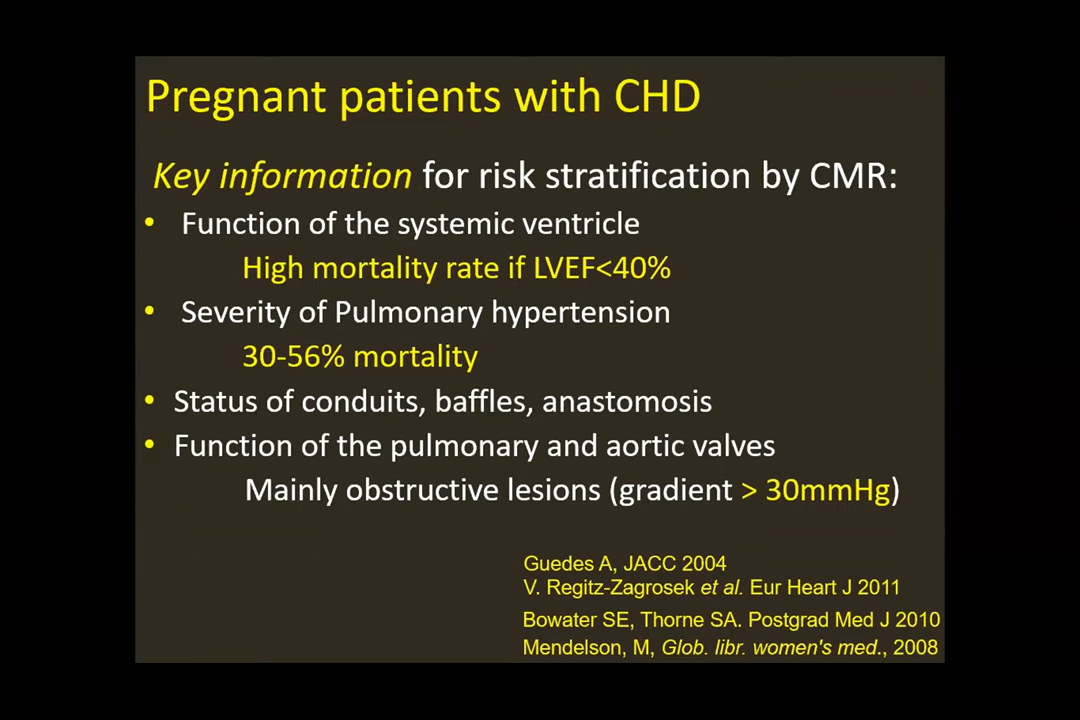 Pregnant patients with CHD
Key information for risk stratification by CMR:
• Function of the systemic ventricle
High mortality rate if LVEF<40%
• Severity of Pulmonary hypertension
30-56% mortality
• Status of conduits, baffles, anastomosis
• Function of the pulmonary and aortic valves
Mainly obstructive lesions (gradient > 30mmHg)
Guedes A, JACC 2004
V. Regitz-Zagrosek et al. Eur Heart J 2011
Bowater SE, Thorne SA. Postgrad Med J 2010
Mendelson, M, Glob. libr. women's med., 2008